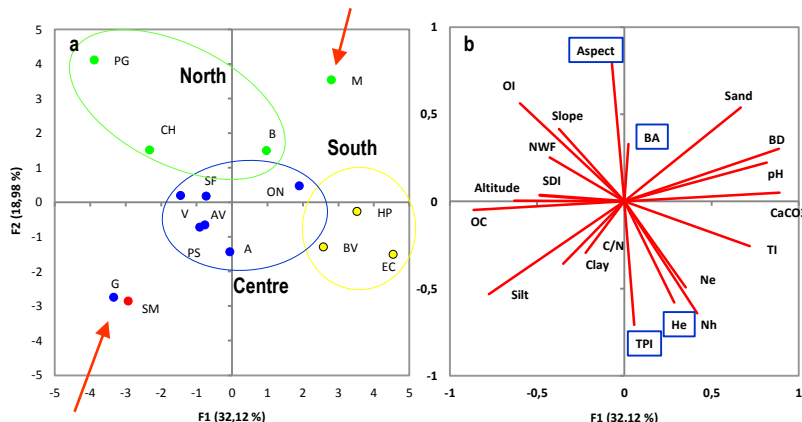 a
PG
North
M
CH
B
South
SF
ON
V
AV
HP
PS
A
BV
EC
Centre
G
SM
5
4
3
2
1
0
-1
-2
-3
-4
-5
F2 (18,98 %)
-5 -4 -3 -2 -1 0 1 2 3 4 5
F1 (32,12 %)
b
Aspect
OI
Sand
Slope
BA
BD
NWF
pH
SDI
Altitude
CaCO3
OC
C/N
TI
Clay
Ne
Silt
He
Nh
TPI
1
0,5
0
-0,5
-1
-1 -0,5 0 0,5 1
F1 (32,12 %)